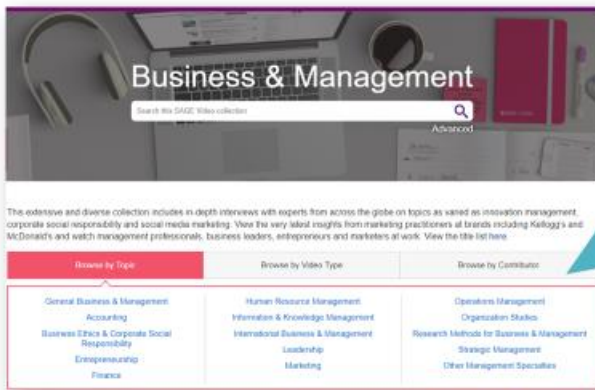 Business & Management
Search this SAGE Video collection
Advanced
This extensive and diverse collection includes in-depth interviews with experts from across the globe on topics as varied as innovation management,
corporate social responsibility and social media marketing. View the very latest insights from marketing practitioners at brands including Kellogg's and
McDonald's and watch management professionals, business leaders, entrepreneurs and marketers at work. View the title list here.
Browse by Topic
Browse by Video Type
Browse by Contributor
General Business & Management
Accounting
Business Ethics & Corporate Social
Responsibility
Entrepreneurship
Finance
Human Resource Management
Information & Knowledge Management
International Business & Management
Leadership
Marketing
Operations Management
Organization Studies
Research Methods for Business & Management
Strategic Management
Other Management Specialties